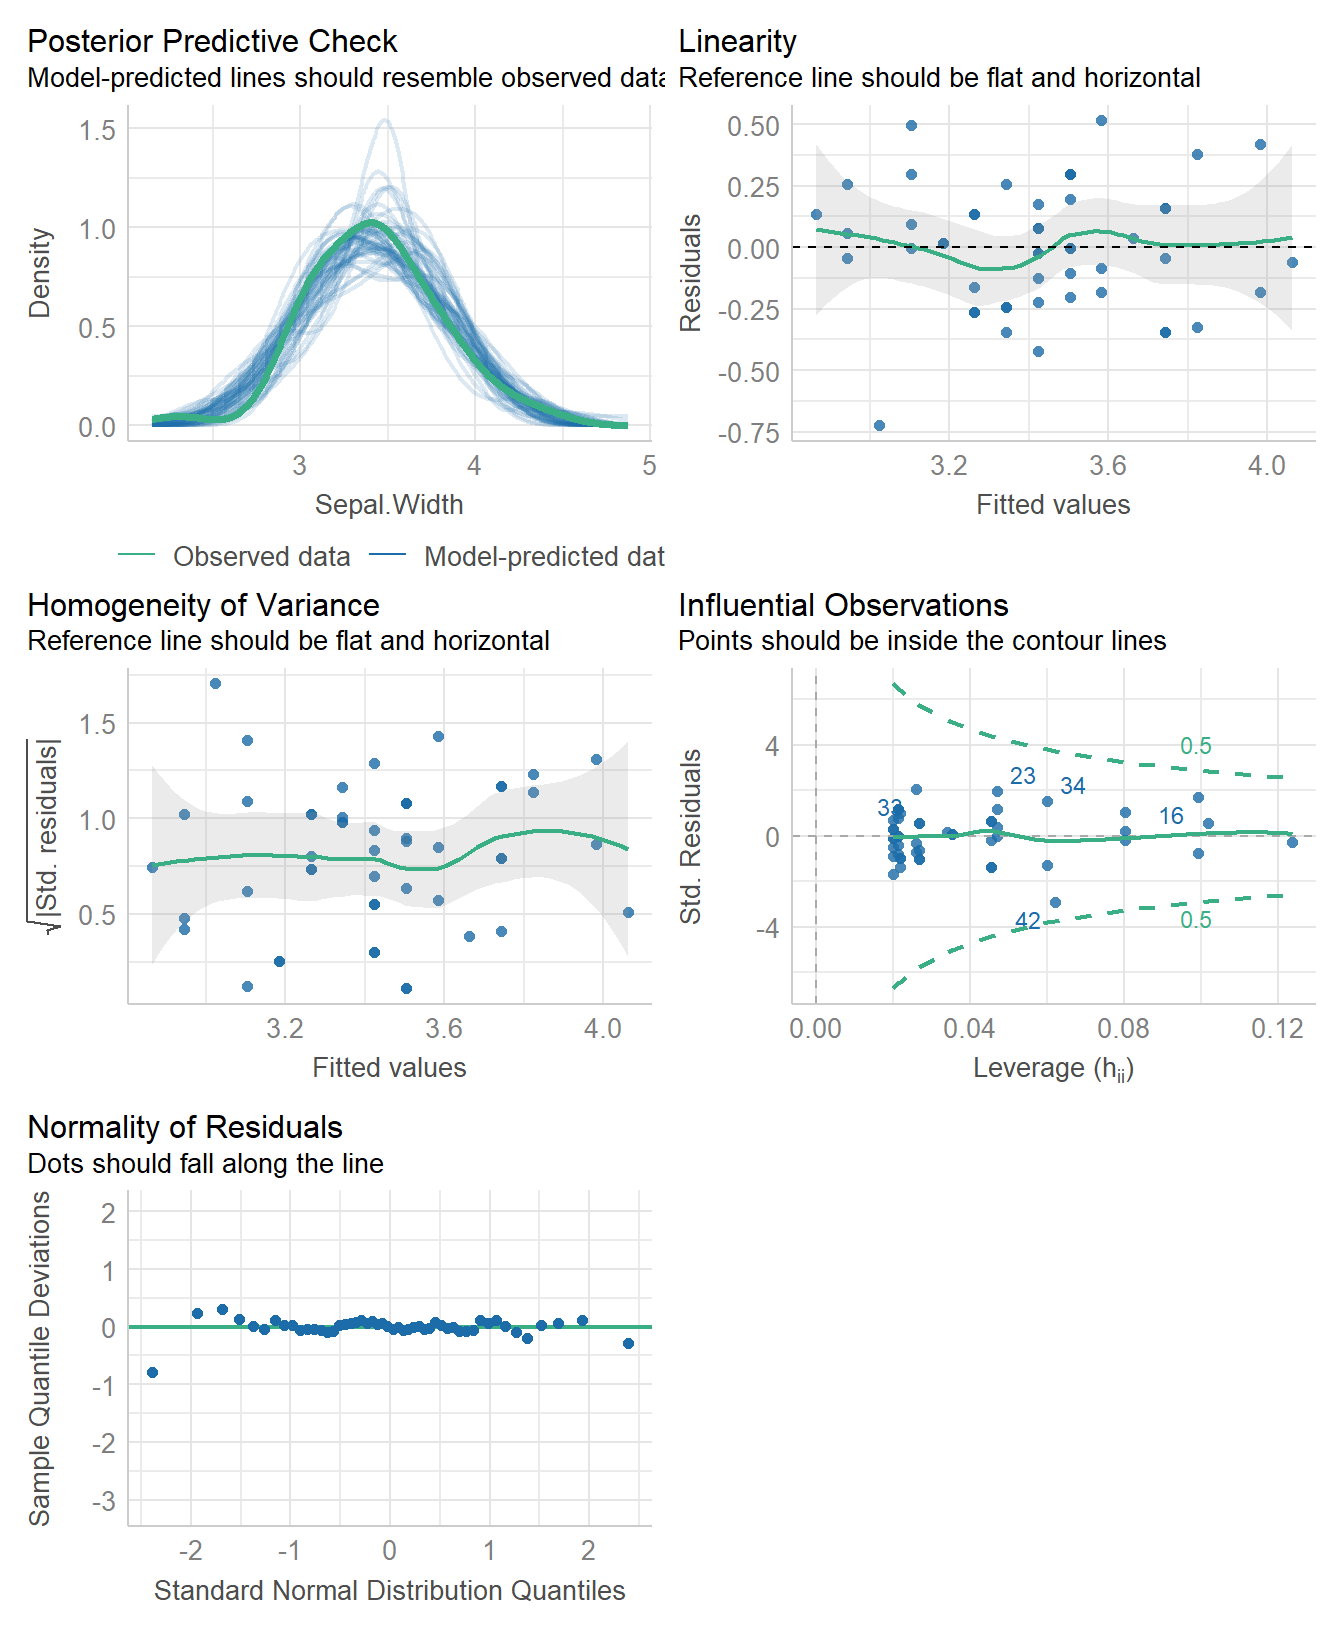 Posterior Predictive Check
Model-predicted lines should resemble observed data
Density
1.5
1.0
0.5
0.0
3
4
5
Sepal.Width
Observed data
Model-predicted dat
Linearity
Reference line should be flat and horizontal
Residuals
0.50
0.25
0.00
-0.25
-0.50
-0.75
3.2
3.6
4.0
Fitted values
Homogeneity of Variance
Reference line should be flat and horizontal
√|Std. residuals|
1.5
1.0
0.5
3.2
3.6
4.0
Fitted values
Influential Observations
Points should be inside the contour lines
Std. Residuals
4
0
-4
0.5
23
34
33
16
42
0.5
0.00
0.04
0.08
0.12
Leverage (hii)
Normality of Residuals
Dots should fall along the line
Sample Quantile Deviations
2
1
0
-1
-2
-3
-2
-1
0
1
2
Standard Normal Distribution Quantiles